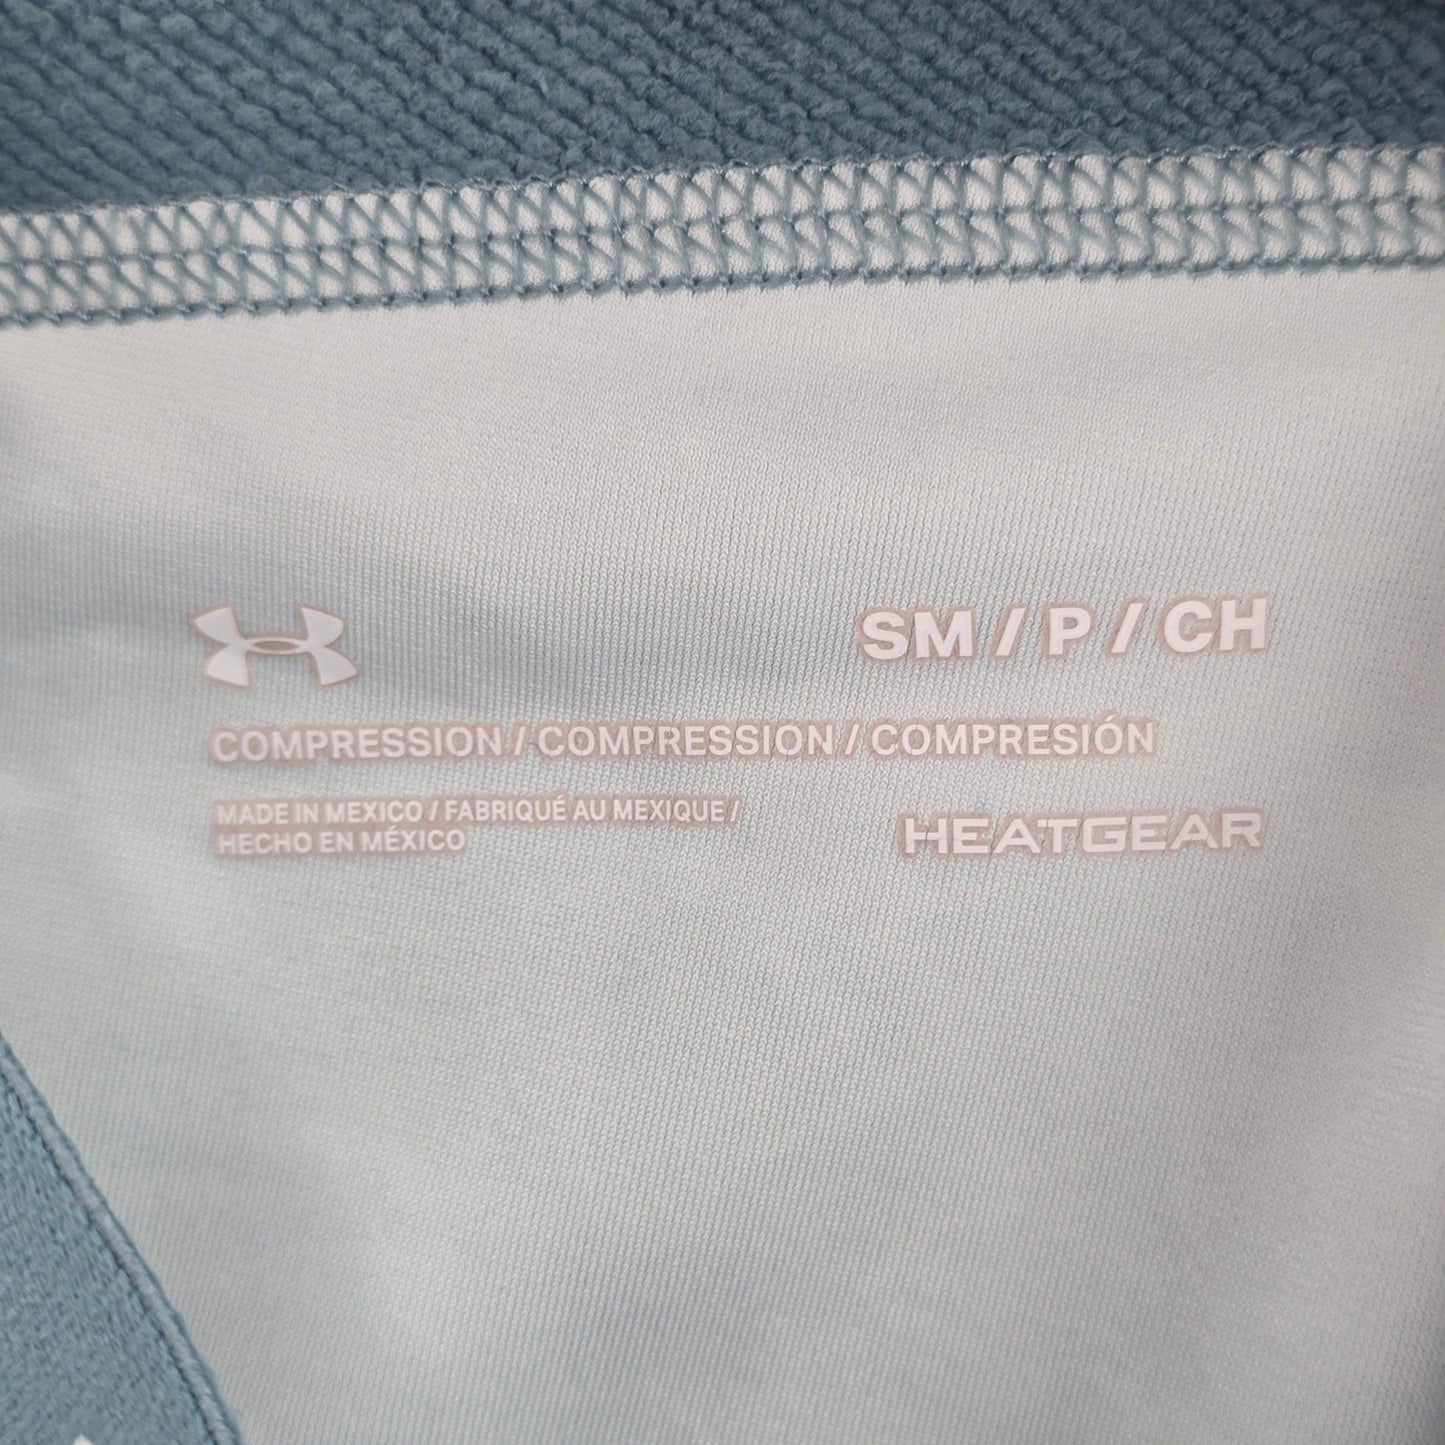 SM / P / CH
COMPRESSION / COMPRESSION / COMPRESIÓN
MADE IN MEXICO / FABRIQUÉ AU MEXIQUE /
HECHO EN MÉXICO
HEATGEAR